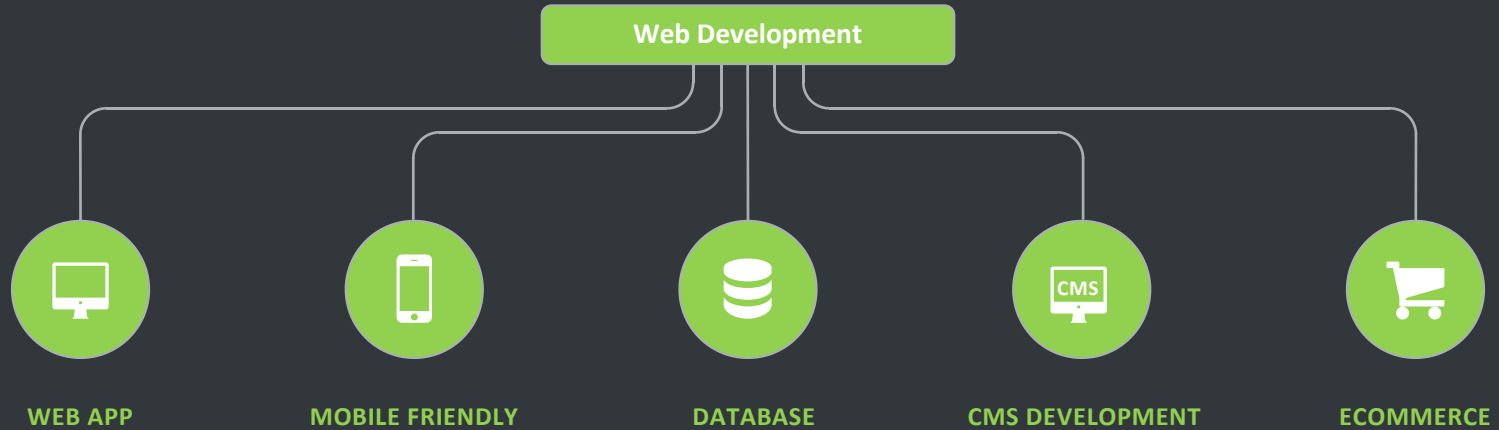 Web Development
CMS
WEB APP
MOBILE FRIENDLY
DATABASE
CMS DEVELOPMENT
ECOMMERCE